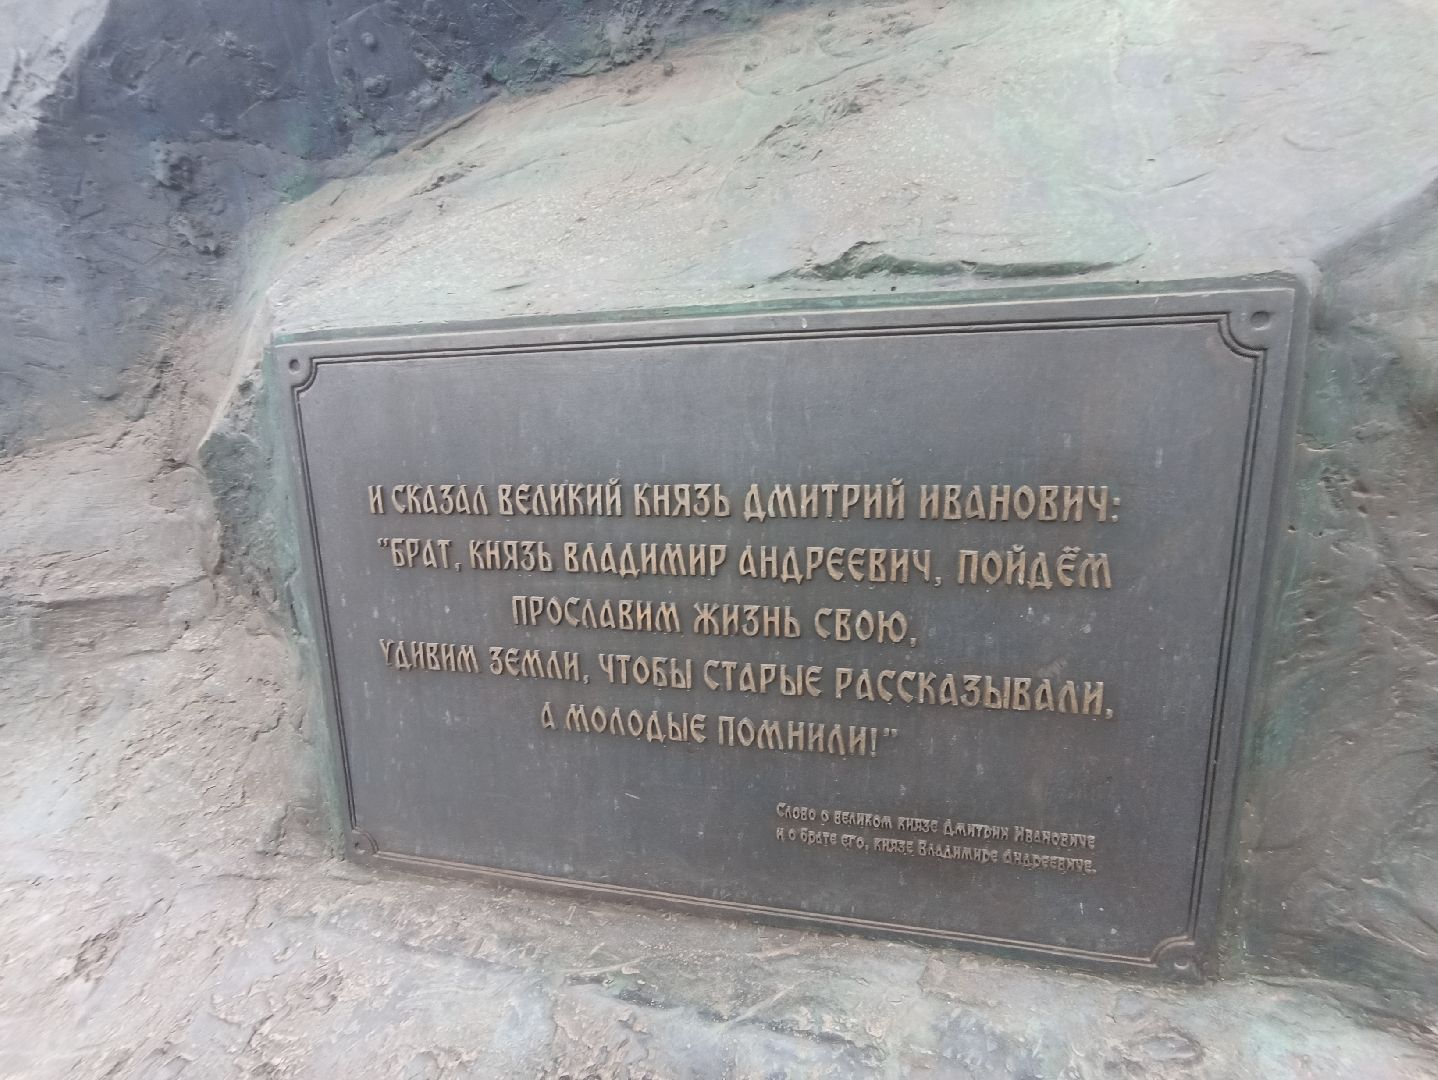 И СКАЗАЛ ВЕЛИКИЙ КНЯЗЬ ДМИТРИЙ ИВАНОВИЧ:
"БРАТ, КНЯЗЬ ВЛАДИМИР АНДРЕЕВИЧ, ПОЙДЁМ
ПРОСЛАВИМ ЖИЗНЬ СВОЮ,
УДИВИМ ЗЕМЛИ, ЧТОБЫ СТАРЫЕ РАССКАЗЫВАЛИ,
А МОЛОДЫЕ ПОМНИЛИ!"
Слово о великом князе Дмитрии Ивановиче
и о брате его, князе Владимире Андреевиче.